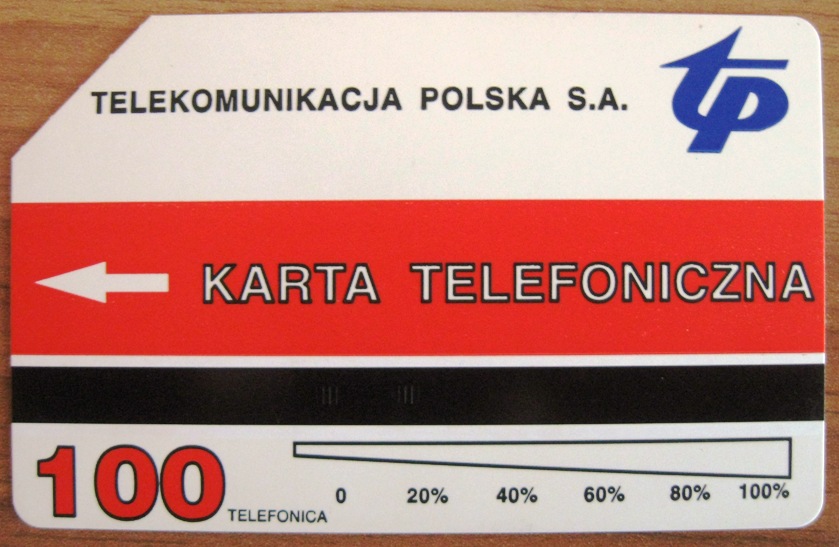 TELEKOMUNIKACJA POLSKA S.A.
tp
KARTA TELEFONICZNA
100
TELEFONICA
0 20% 40% 60% 80% 100%